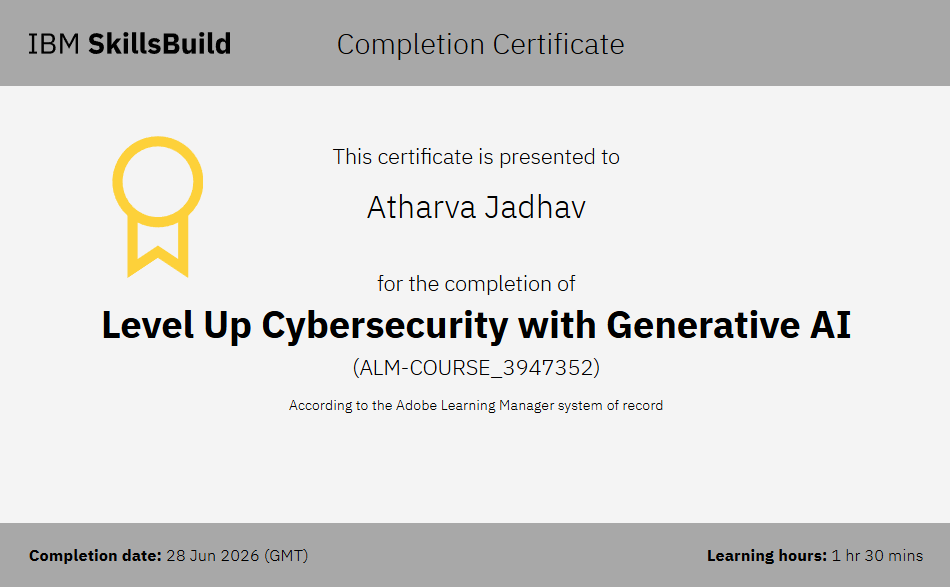 IBM SkillsBuild
Completion Certificate
This certificate is presented to
Atharva Jadhav
for the completion of
Level Up Cybersecurity with Generative AI
(ALM-COURSE_3947352)
According to the Adobe Learning Manager system of record
Completion date: 28 Jun 2026 (GMT)
Learning hours: 1 hr 30 mins